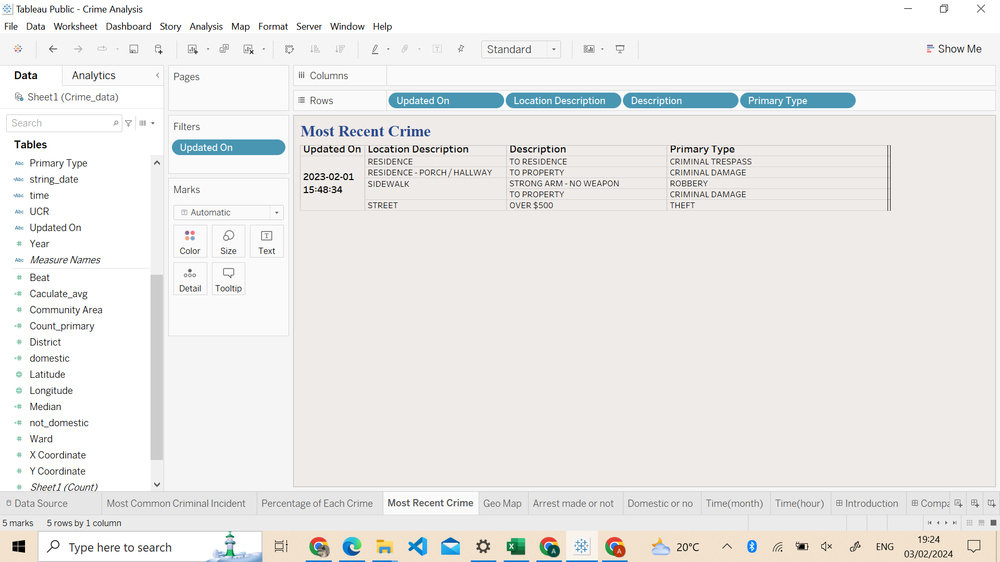 Tableau Public - Crime Analysis
File Data Worksheet Dashboard Story Analysis Map Format Server Window Help
Standard
Show Me
Data Analytics
Sheet1 (Crime_data)
Search
Tables
Abc Primary Type
=Abc string_date
=Abc time
Abc UCR
Abc Updated On
# Year
Abc Measure Names
# Beat
=# Caculate_avg
# Community Area
=# Count_primary
# District
=# domestic
Latitude
Longitude
=# Median
=# not_domestic
# Ward
# X Coordinate
# Y Coordinate
# Sheet1 (Count)
Pages
Filters
Updated On
Marks
T Automatic
Color Size Text
Detail Tooltip
Columns
Rows Updated On Location Description Description Primary Type
Most Recent Crime
Updated On Location Description Description Primary Type
2023-02-01 15:48:34
RESIDENCE TO RESIDENCE CRIMINAL TRESPASS
RESIDENCE - PORCH / HALLWAY TO PROPERTY CRIMINAL DAMAGE
SIDEWALK STRONG ARM - NO WEAPON ROBBERY
TO PROPERTY CRIMINAL DAMAGE
STREET OVER $500 THEFT
Data Source Most Common Criminal Incident Percentage of Each Crime Most Recent Crime Geo Map Arrest made or not Domestic or no Time(month) Time(hour) Introduction Compa
5 marks 5 rows by 1 column
Type here to search
20°C
ENG
19:24
03/02/2024